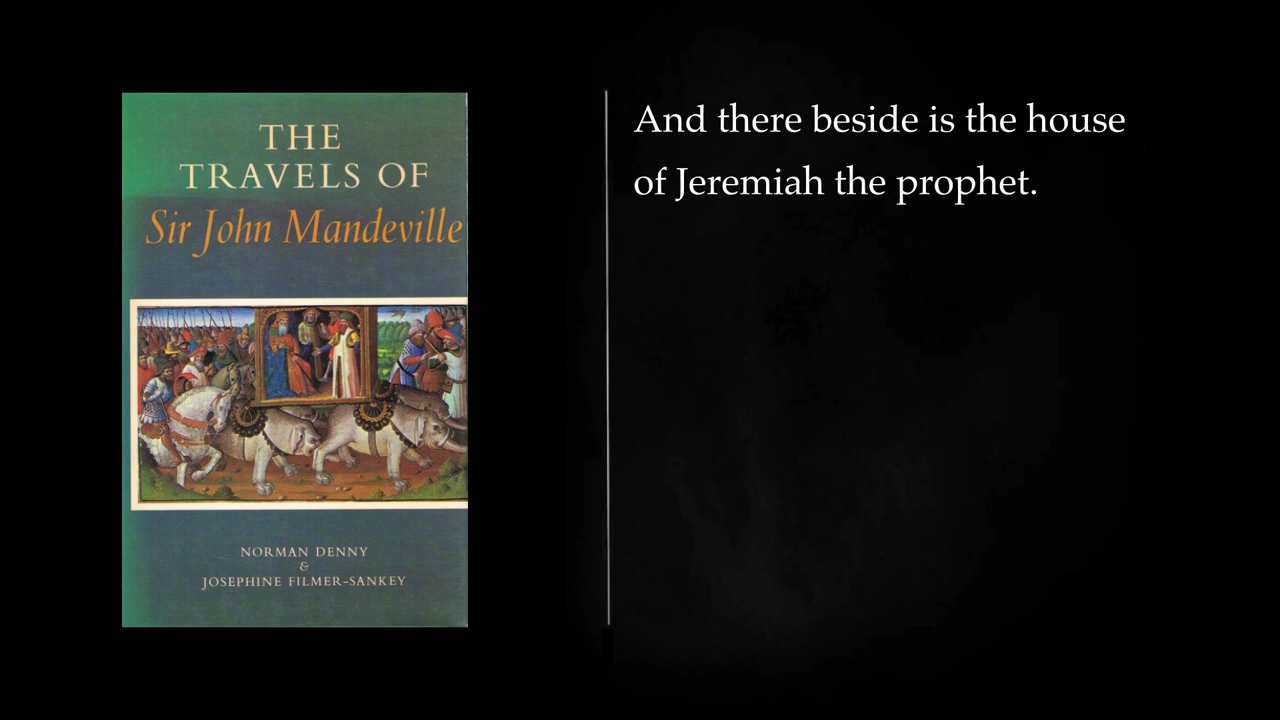 THE
TRAVELS OF
Sir John Mandeville
NORMAN DENNY
&
JOSEPHINE FILMER-SANKEY
And there beside is the house
of Jeremiah the prophet.